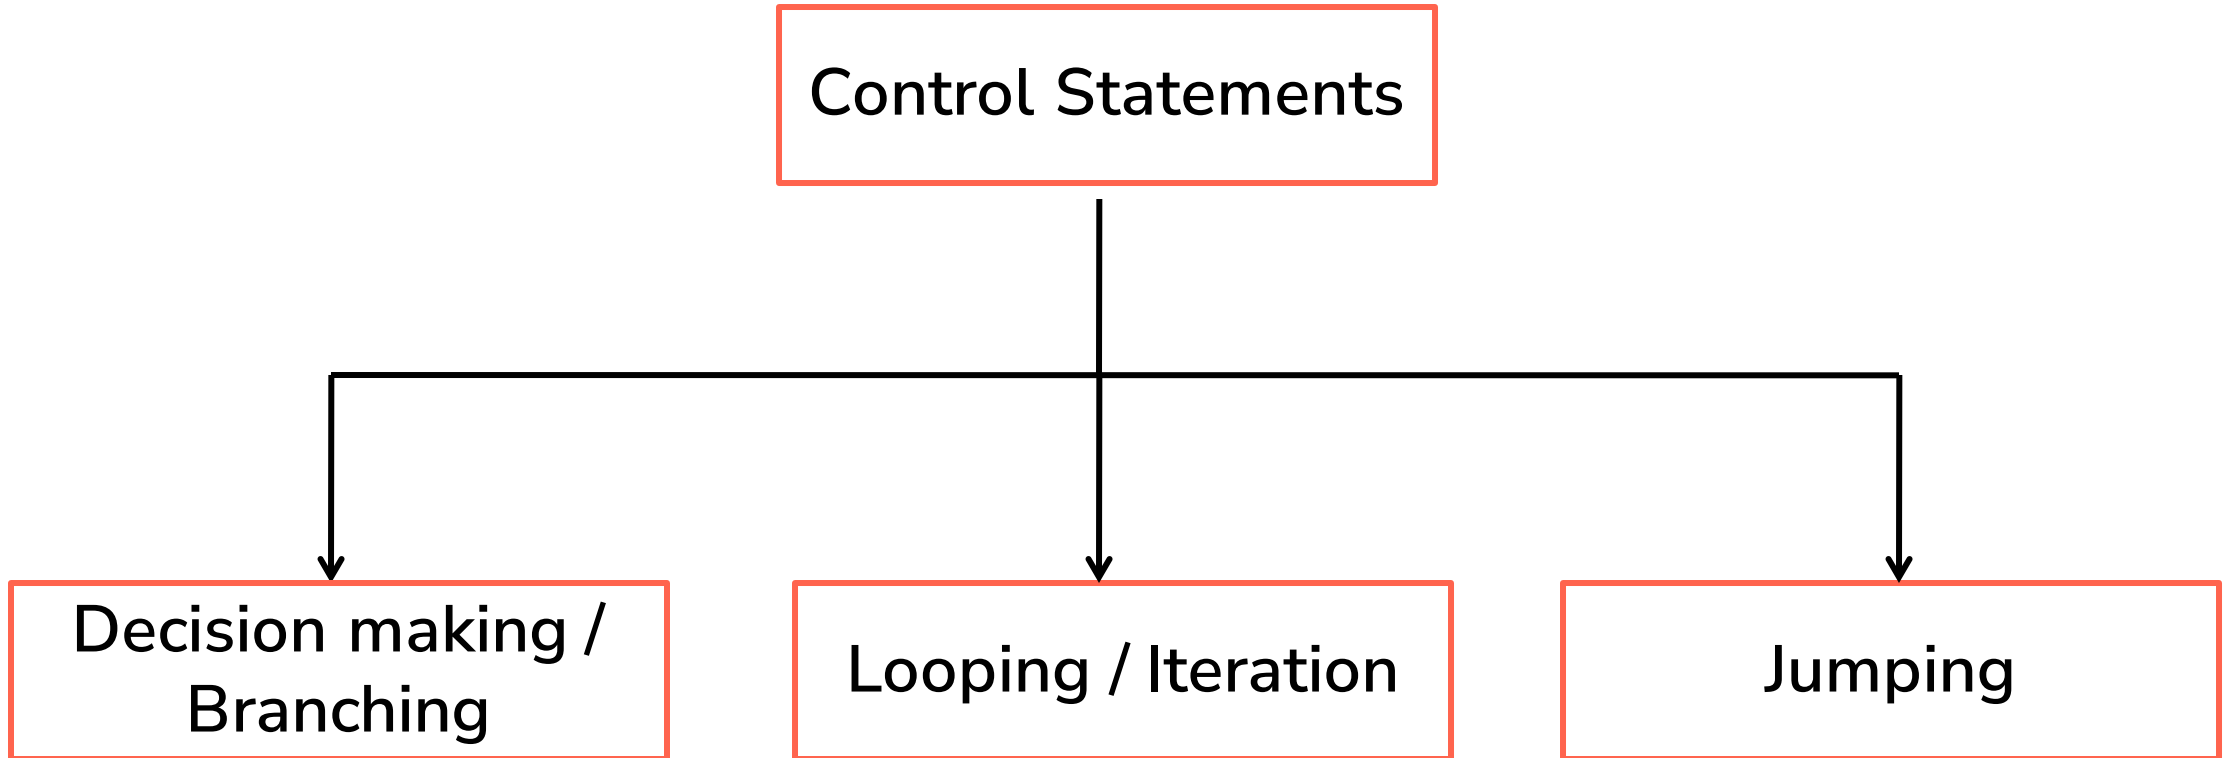 Control Statements
Decision making /
Branching
Looping / Iteration
Jumping